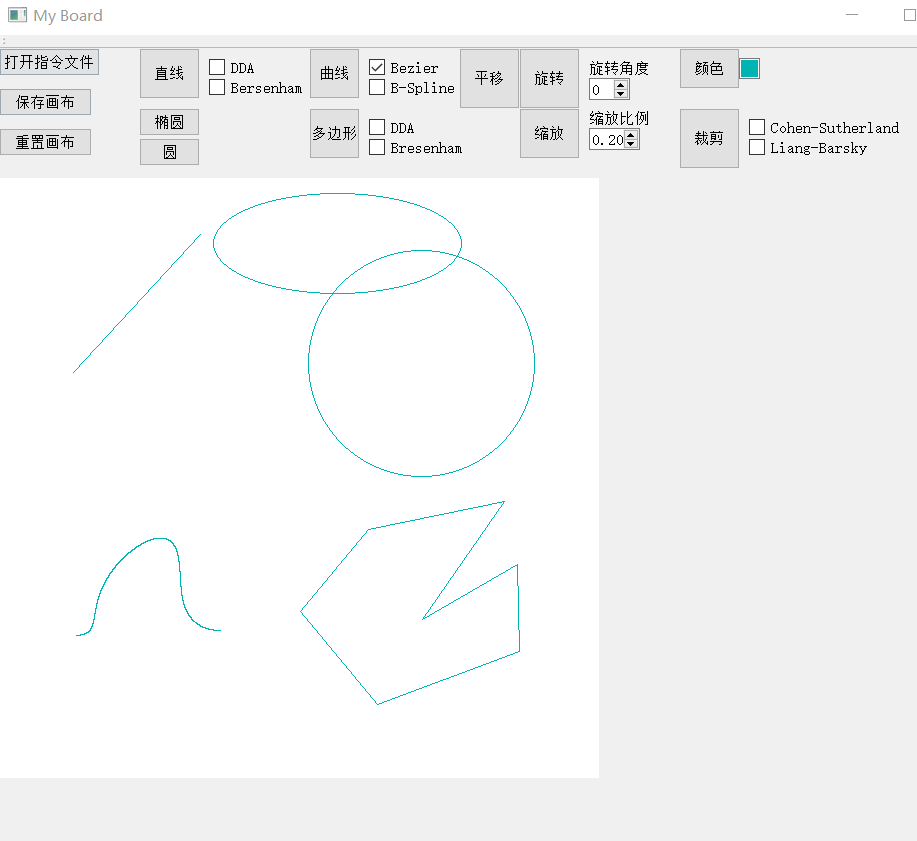 My Board
打开指令文件
保存画布
重置画布
直线
DDA
Bersenham
椭圆
圆
曲线
Bezier
B-Spline
多边形
DDA
Bresenham
平移
旋转
旋转角度
0
缩放
缩放比例
0.20
颜色
裁剪
Cohen-Sutherland
Liang-Barsky